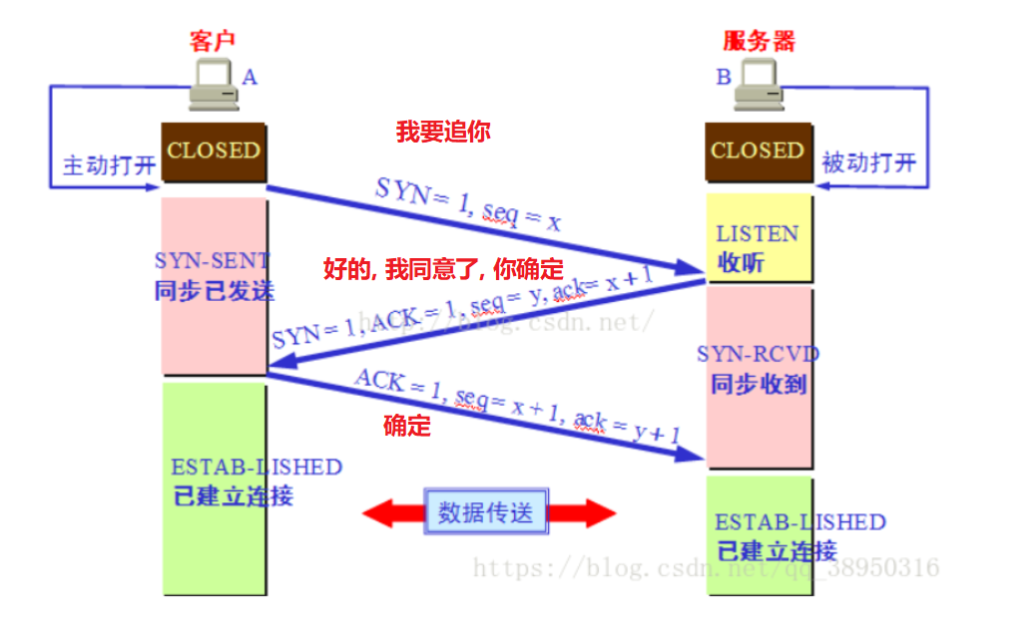 客户
服务器
A
B
CLOSED
CLOSED
我要追你
主动打开
被动打开
SYN = 1, seq = x
LISTEN
收听
SYN-SENT
同步已发送
好的, 我同意了, 你确定
SYN = 1, ACK = 1, seq = y, ack= x + 1
http://blog.csdn.net/
SYN-RCVD
同步收到
ACK = 1, seq = x + 1, ack = y + 1
确定
ESTAB-LISHED
已建立连接
数据传送
ESTAB-LISHED
已建立连接
https://blog.csdn.net/qq_38950316